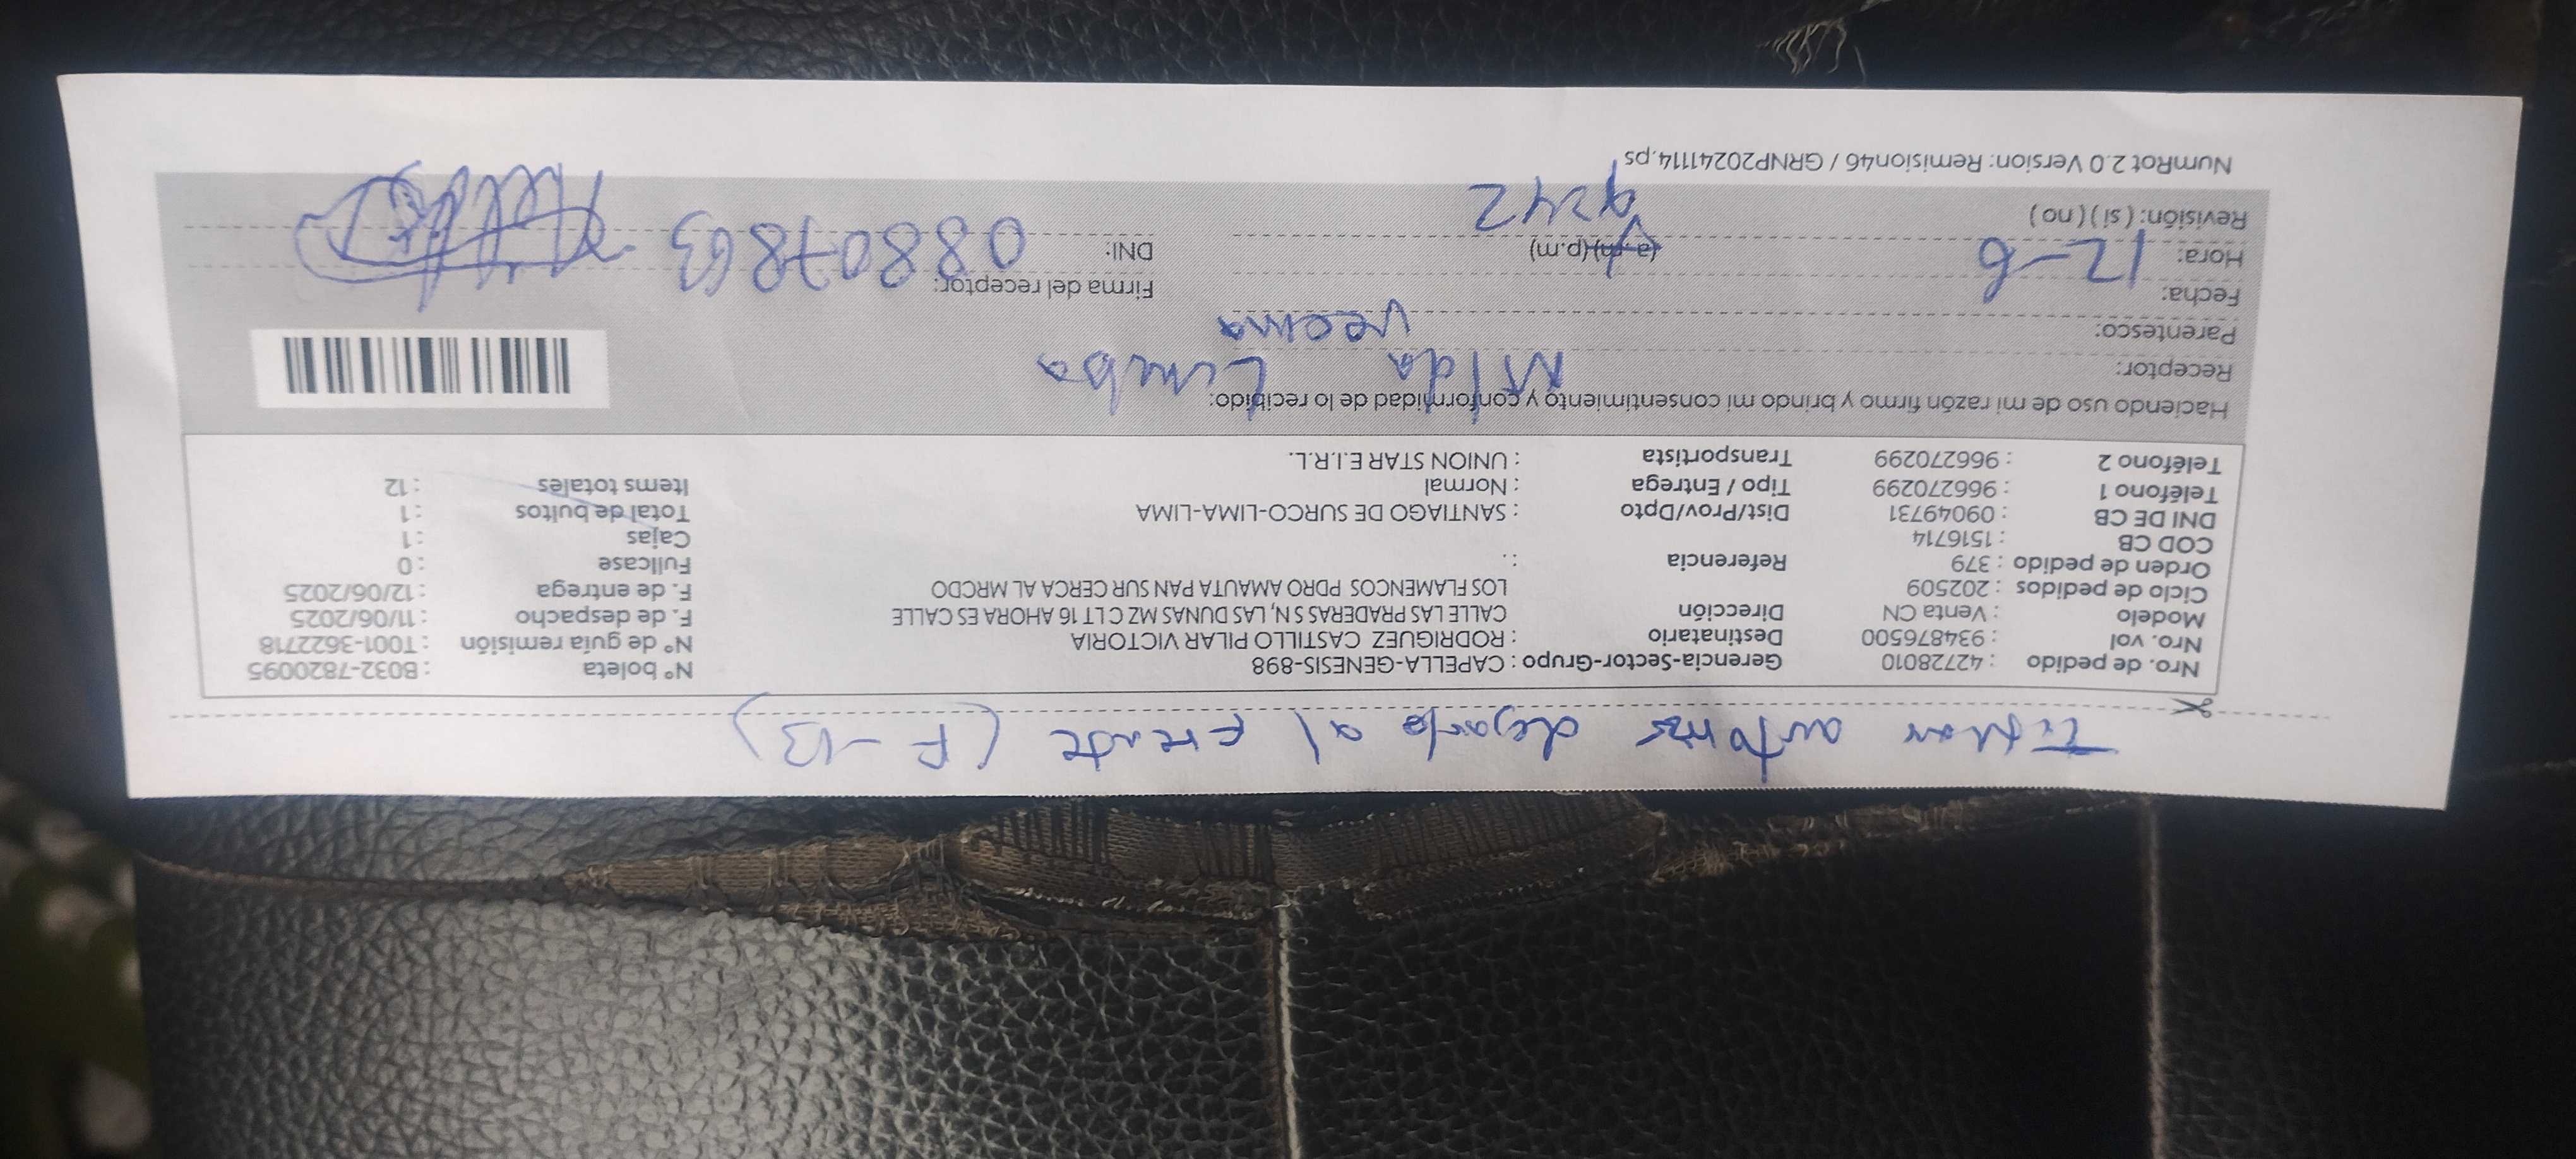 autoriza dejarlo al frente (F-13)
Nro. de pedido : 42728010 Gerencia-Sector-Grupo : CAPELLA-GENESIS-898 N° boleta : B032-7820095
Nro. vol : 934876500 Destinatario : RODRIGUEZ CASTILLO PILAR VICTORIA N° de guía remisión : T001-3622718
Modelo : Venta CN Dirección CALLE LAS PRADERAS S N, LAS DUNAS MZ C LT 16 AHORA ES CALLE F. de despacho : 11/06/2025
Ciclo de pedidos : 202509 LOS FLAMENCOS PDRO AMAUTA PAN SUR CERCA AL MRCDO F. de entrega : 12/06/2025
Orden de pedido : 379 Referencia : . Fullcase : 0
COD CB : 1516714 Cajas : 1
DNI DE CB : 09049731 Dist/Prov/Dpto : SANTIAGO DE SURCO-LIMA-LIMA Total de bultos : 1
Teléfono 1 : 966270299 Tipo / Entrega : Normal Items totales : 12
Teléfono 2 : 966270299 Transportista : UNION STAR E.I.R.L.
Haciendo uso de mi razón firmo y brindo mi consentimiento y conformidad de lo recibido:
Receptor: Nilda
Parentesco: vecina
Fecha: 12-6 Firma del receptor:
Hora: (a.m)(p.m) DNI: 08807863
Revisión: ( si ) ( no ) 9242
NumRot 2.0 Version: Remision46 / GRNP20241114.ps